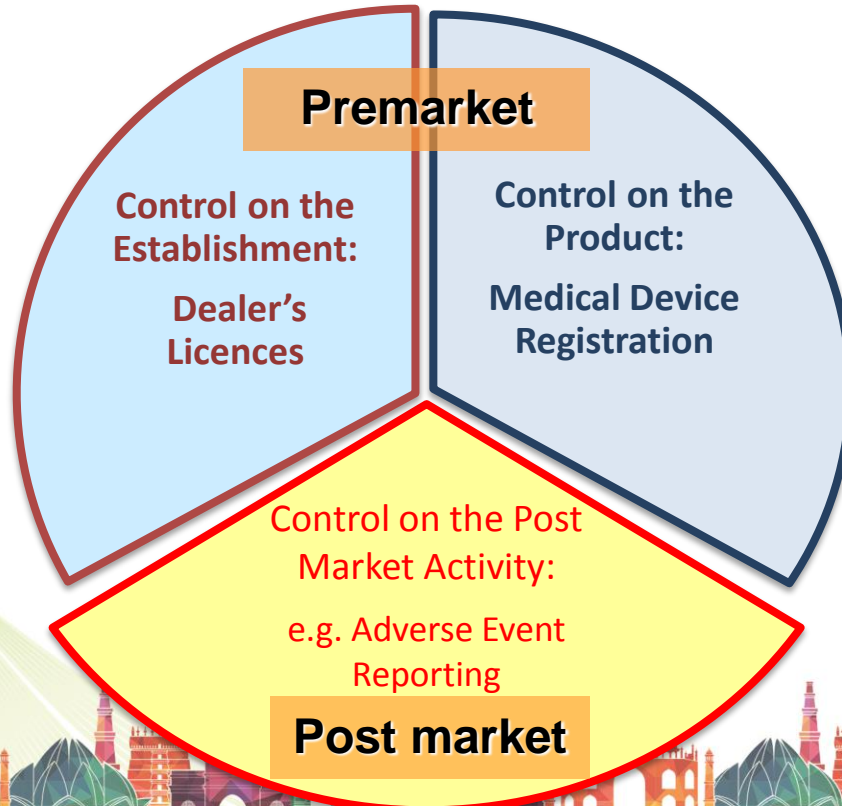 Premarket
Control on the
Establishment:
Dealer’s
Licences
Control on the
Product:
Medical Device
Registration
Control on the Post
Market Activity:
e.g. Adverse Event
Reporting
Post market